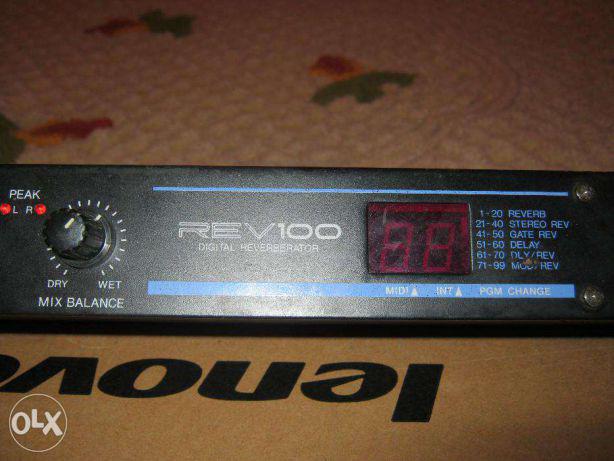 PEAK
L R
DRY WET
MIX BALANCE
REV100
DIGITAL REVERBERATOR
1-20 REVERB
21-40 STEREO REV
41-50 GATE REV
51-60 DELAY
61-70 DLY/REV
71-99 MOD/REV
MIDI▲ INT▲ PGM CHANGE
lenovo
OLX